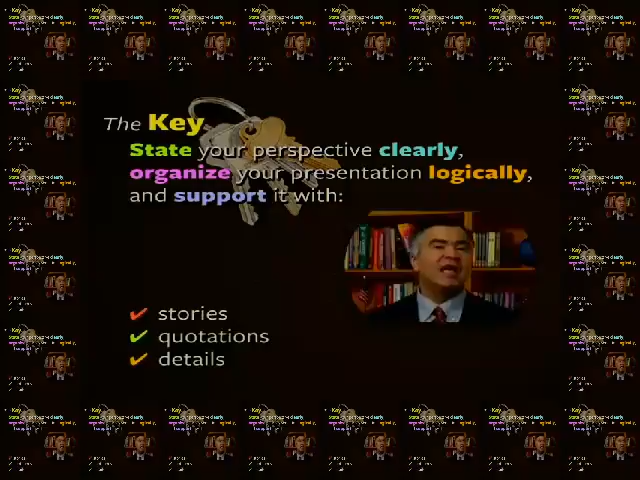 The Key
State your perspective clearly,
organize your presentation logically,
and support it with:
✔ stories
✔ quotations
✔ details